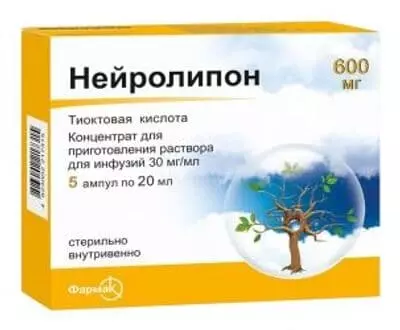 Нейролипон
600
мг
Тиоктовая кислота
Концентрат для
приготовления раствора
для инфузий 30 мг/мл
5 ампул по 20 мл
стерильно
внутривенно
Фармак